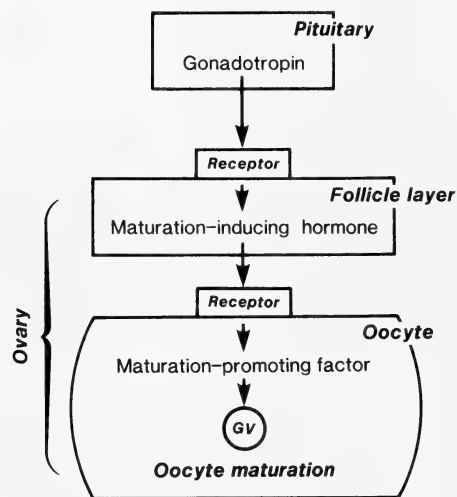 Pituitary
Gonadotropin
Receptor
Follicle layer
Maturation-inducing hormone
Receptor
Oocyte
Ovary
Maturation-promoting factor
GV
Oocyte maturation